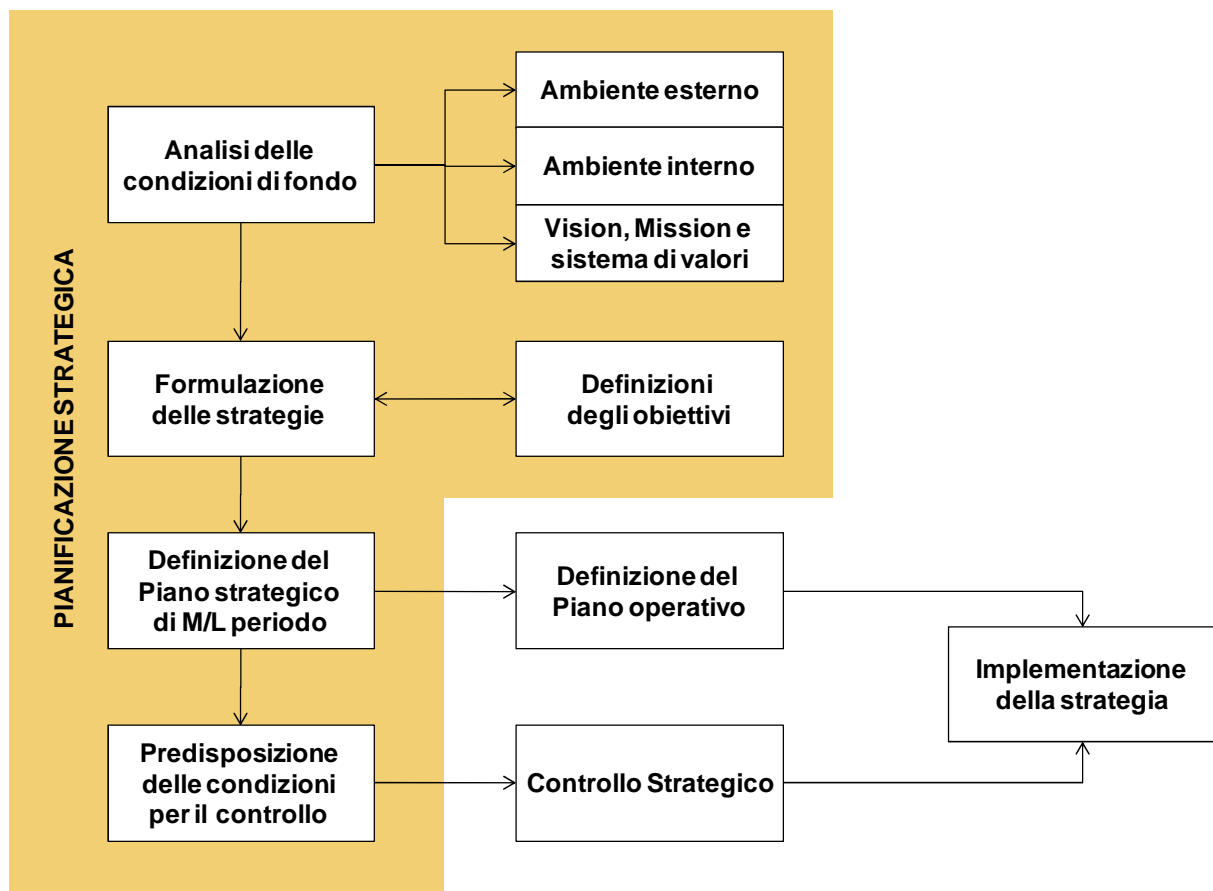 PIANIFICAZIONE STRATEGICA
Analisi delle
condizioni di fondo
Ambiente esterno
Ambiente interno
Vision, Mission e
sistema di valori
Formulazione
delle strategie
Definizioni
degli obiettivi
Definizione del
Piano strategico
di M/L periodo
Definizione del
Piano operativo
Implementazione
della strategia
Predisposizione
delle condizioni
per il controllo
Controllo Strategico